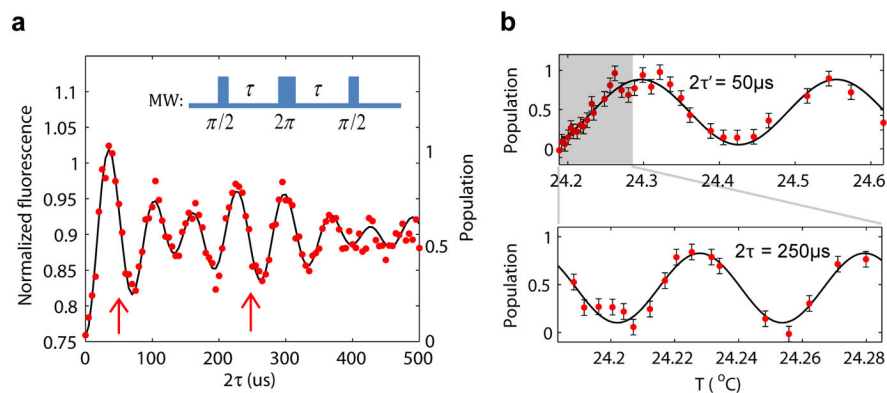 a
1.1
1.05
1
0.95
0.9
0.85
0.8
0.75
Normalized fluorescence
MW:
τ τ
π/2 2π π/2
1
0.5
0
Population
0 100 200 300 400 500
2τ (us)
b
Population
1
0.5
0
2τ′ = 50µs
24.2 24.3 24.4 24.5 24.6
Population
1
0.5
0
2τ = 250µs
24.2 24.22 24.24 24.26 24.28
T ( °C)